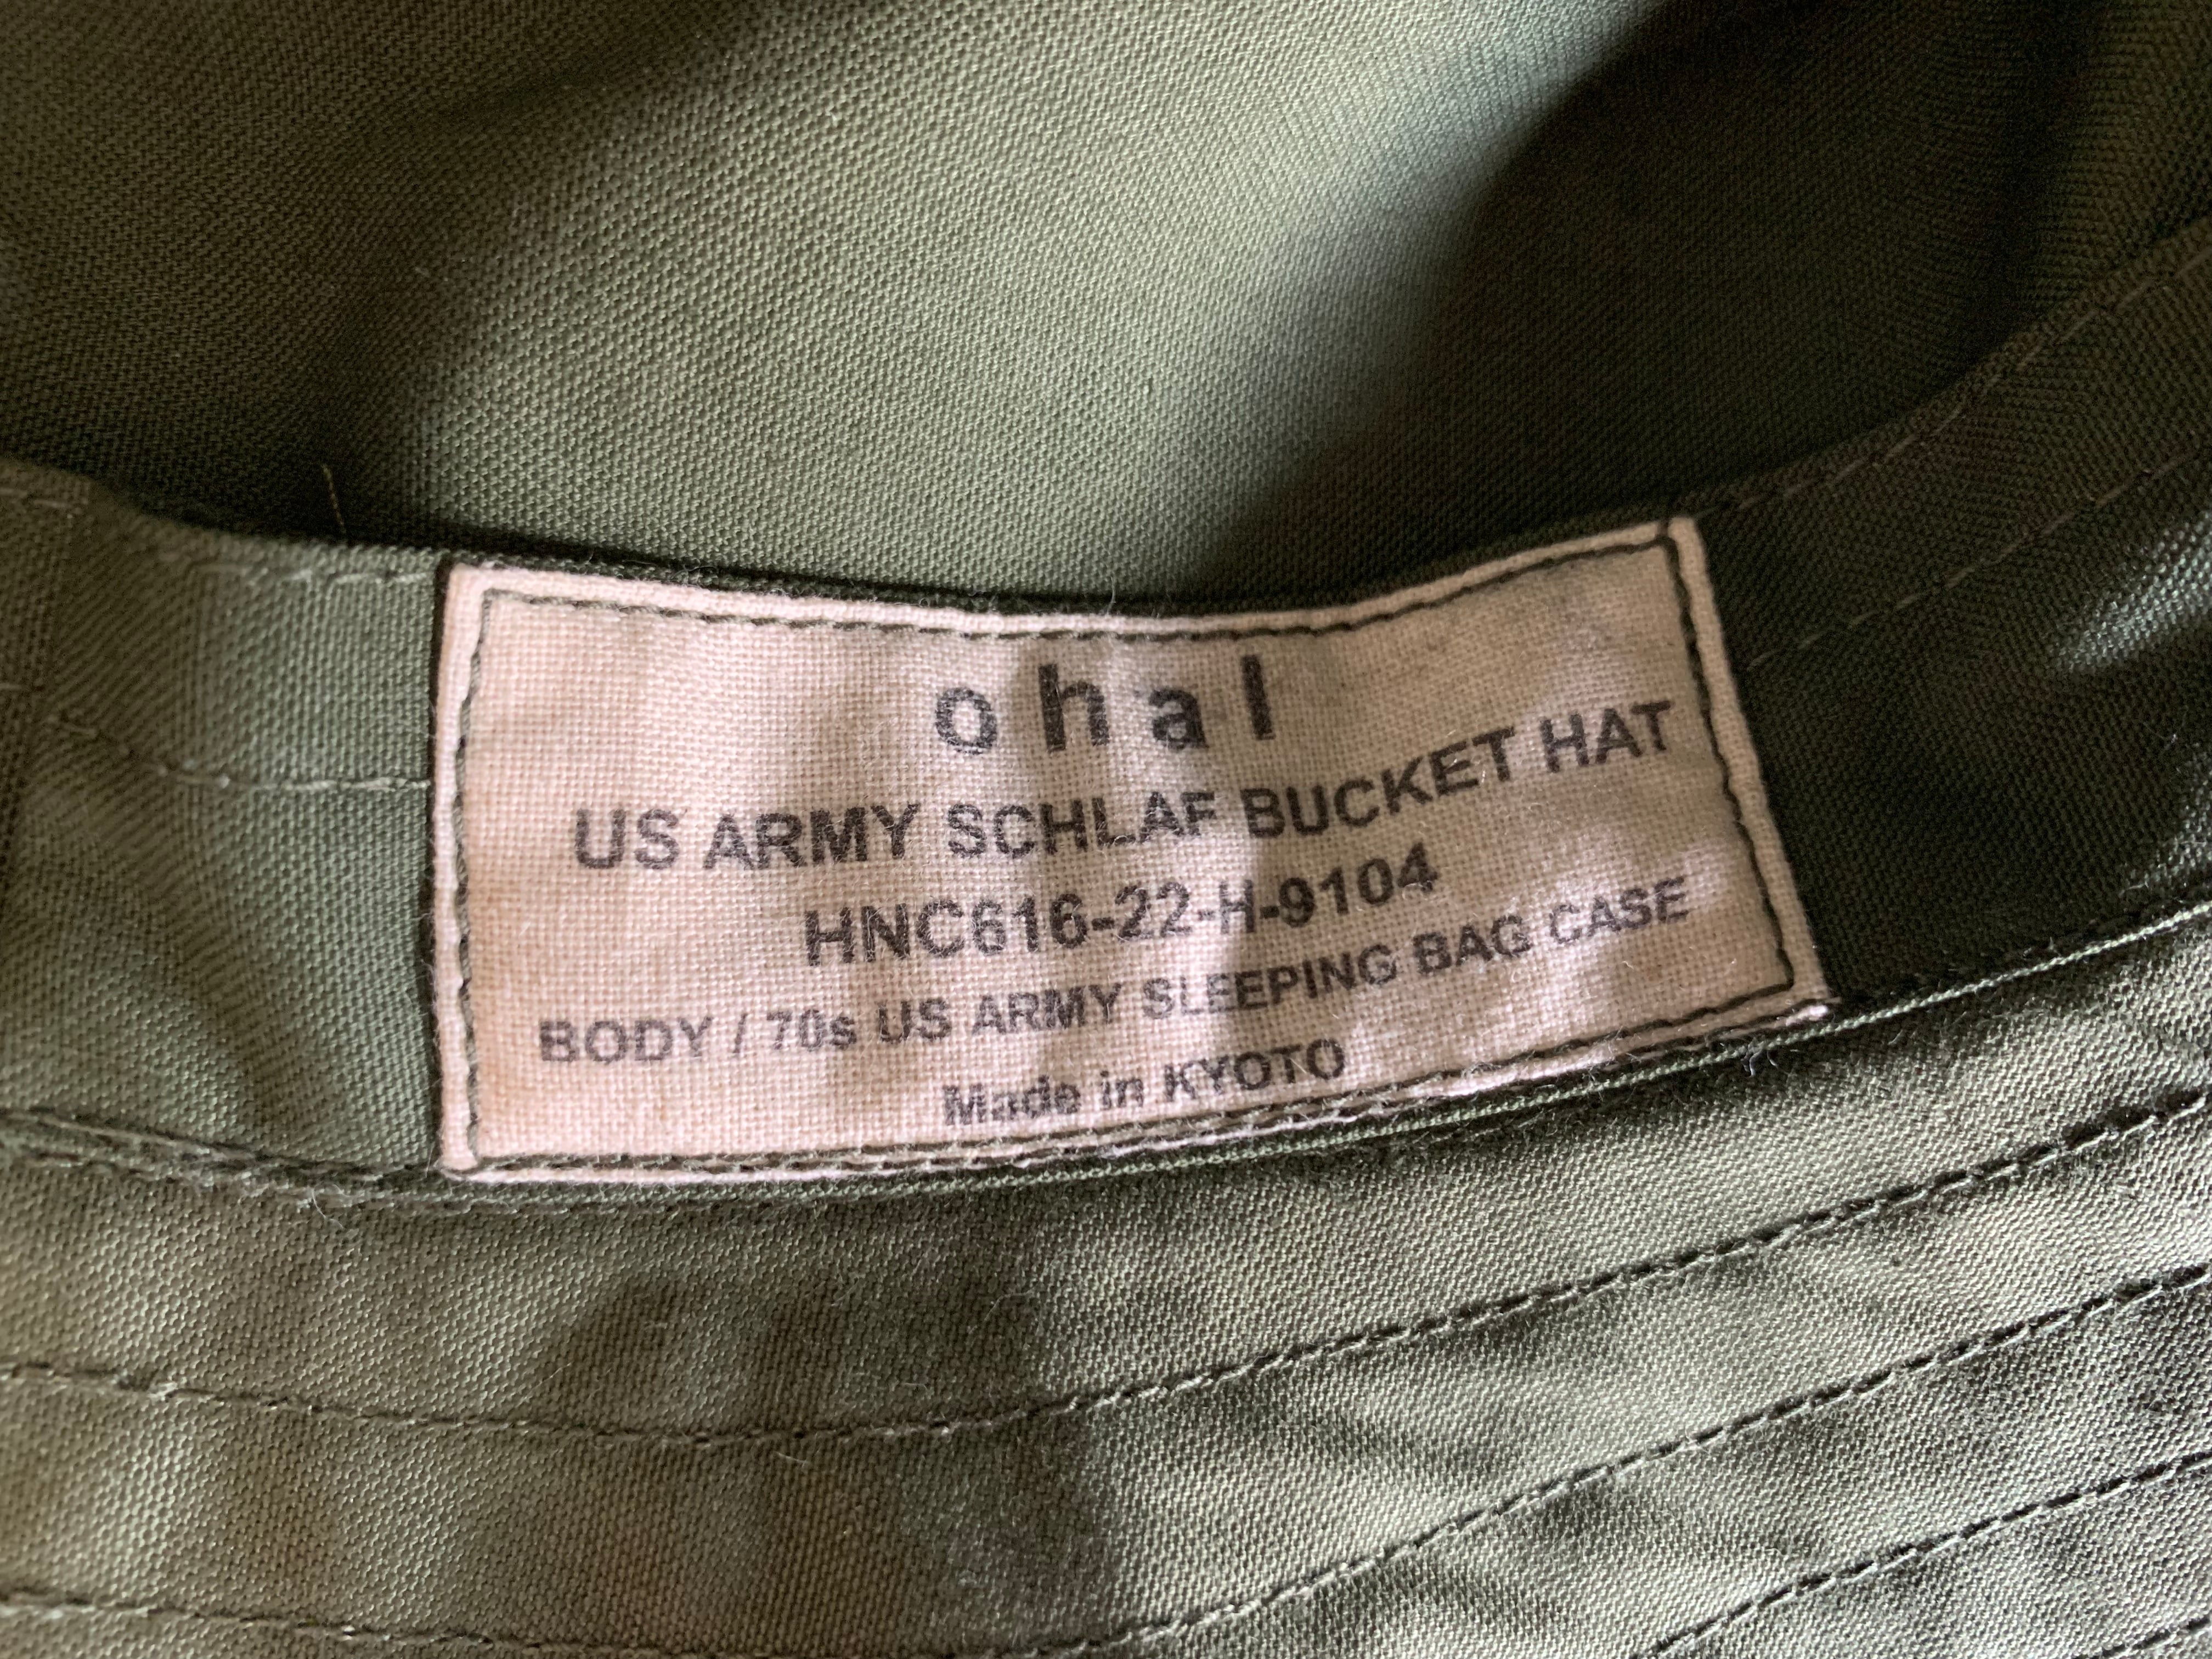 ohal
US ARMY SCHLAF BUCKET HAT
HNC616-22-H-9104
BODY / 70s US ARMY SLEEPING BAG CASE
Made in KYOTO